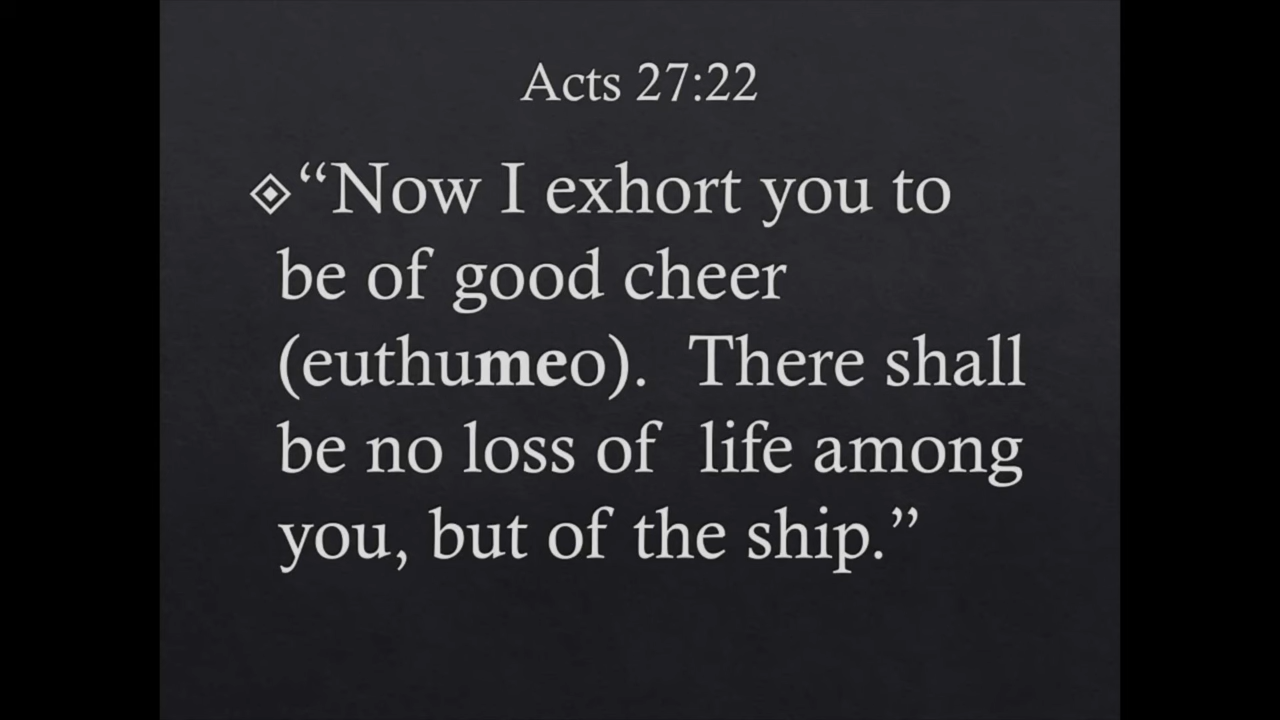 Acts 27:22
“Now I exhort you to
be of good cheer
(euthumeo). There shall
be no loss of life among
you, but of the ship.”